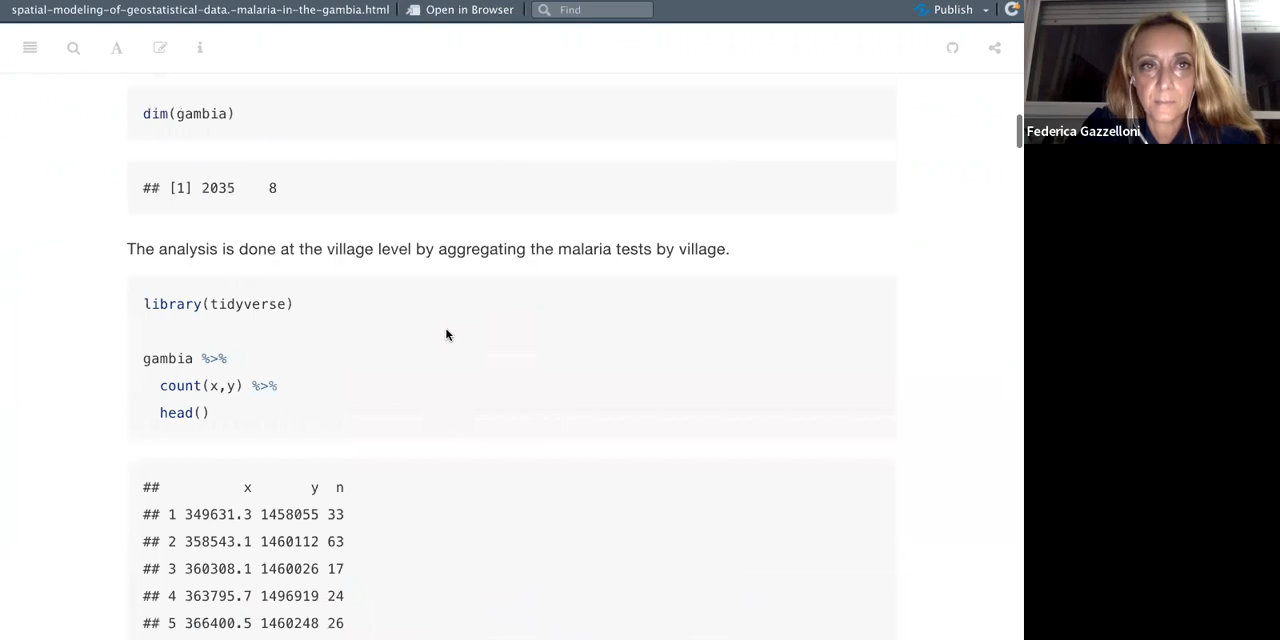 spatial-modeling-of-geostatistical-data.-malaria-in-the-gambia.html Open in Browser Find Publish
A i
Federica Gazzelloni
dim(gambia)
## [1] 2035 8
The analysis is done at the village level by aggregating the malaria tests by village.
library(tidyverse)
gambia %>%
count(x,y) %>%
head()
## x y n
## 1 349631.3 1458055 33
## 2 358543.1 1460112 63
## 3 360308.1 1460026 17
## 4 363795.7 1496919 24
## 5 366400.5 1460248 26